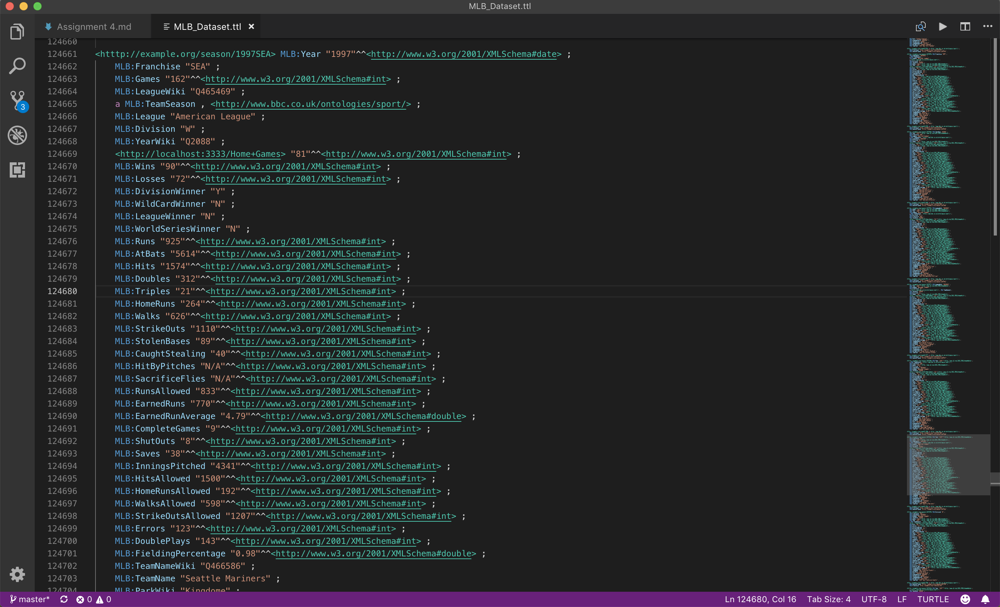 MLB_Dataset.ttl
Assignment 4.md
MLB_Dataset.ttl
3
124660
124661 <htttp://example.org/season/1997SEA> MLB:Year "1997"^^<http://www.w3.org/2001/XMLSchema#date> ;
124662 MLB:Franchise "SEA" ;
124663 MLB:Games "162"^^<http://www.w3.org/2001/XMLSchema#int> ;
124664 MLB:LeagueWiki "Q465469" ;
124665 a MLB:TeamSeason , <http://www.bbc.co.uk/ontologies/sport/> ;
124666 MLB:League "American League" ;
124667 MLB:Division "W" ;
124668 MLB:YearWiki "Q2088" ;
124669 <http://localhost:3333/Home+Games> "81"^^<http://www.w3.org/2001/XMLSchema#int> ;
124670 MLB:Wins "90"^^<http://www.w3.org/2001/XMLSchema#int> ;
124671 MLB:Losses "72"^^<http://www.w3.org/2001/XMLSchema#int> ;
124672 MLB:DivisionWinner "Y" ;
124673 MLB:WildCardWinner "N" ;
124674 MLB:LeagueWinner "N" ;
124675 MLB:WorldSeriesWinner "N" ;
124676 MLB:Runs "925"^^<http://www.w3.org/2001/XMLSchema#int> ;
124677 MLB:AtBats "5614"^^<http://www.w3.org/2001/XMLSchema#int> ;
124678 MLB:Hits "1574"^^<http://www.w3.org/2001/XMLSchema#int> ;
124679 MLB:Doubles "312"^^<http://www.w3.org/2001/XMLSchema#int> ;
124680 MLB:Triples "21"^^<http://www.w3.org/2001/XMLSchema#int> ;
124681 MLB:HomeRuns "264"^^<http://www.w3.org/2001/XMLSchema#int> ;
124682 MLB:Walks "626"^^<http://www.w3.org/2001/XMLSchema#int> ;
124683 MLB:StrikeOuts "1110"^^<http://www.w3.org/2001/XMLSchema#int> ;
124684 MLB:StolenBases "89"^^<http://www.w3.org/2001/XMLSchema#int> ;
124685 MLB:CaughtStealing "40"^^<http://www.w3.org/2001/XMLSchema#int> ;
124686 MLB:HitByPitches "N/A"^^<http://www.w3.org/2001/XMLSchema#int> ;
124687 MLB:SacrificeFlies "N/A"^^<http://www.w3.org/2001/XMLSchema#int> ;
124688 MLB:RunsAllowed "833"^^<http://www.w3.org/2001/XMLSchema#int> ;
124689 MLB:EarnedRuns "770"^^<http://www.w3.org/2001/XMLSchema#int> ;
124690 MLB:EarnedRunAverage "4.79"^^<http://www.w3.org/2001/XMLSchema#double> ;
124691 MLB:CompleteGames "9"^^<http://www.w3.org/2001/XMLSchema#int> ;
124692 MLB:ShutOuts "8"^^<http://www.w3.org/2001/XMLSchema#int> ;
124693 MLB:Saves "38"^^<http://www.w3.org/2001/XMLSchema#int> ;
124694 MLB:InningsPitched "4341"^^<http://www.w3.org/2001/XMLSchema#int> ;
124695 MLB:HitsAllowed "1500"^^<http://www.w3.org/2001/XMLSchema#int> ;
124696 MLB:HomeRunsAllowed "192"^^<http://www.w3.org/2001/XMLSchema#int> ;
124697 MLB:WalksAllowed "598"^^<http://www.w3.org/2001/XMLSchema#int> ;
124698 MLB:StrikeOutsAllowed "1207"^^<http://www.w3.org/2001/XMLSchema#int> ;
124699 MLB:Errors "123"^^<http://www.w3.org/2001/XMLSchema#int> ;
124700 MLB:DoublePlays "143"^^<http://www.w3.org/2001/XMLSchema#int> ;
124701 MLB:FieldingPercentage "0.98"^^<http://www.w3.org/2001/XMLSchema#double> ;
124702 MLB:TeamNameWiki "Q466586" ;
124703 MLB:TeamName "Seattle Mariners" ;
124704 MLB:ParkWiki "Kingdome" ;
master* 0 0 Ln 124680, Col 16 Tab Size: 4 UTF-8 LF TURTLE